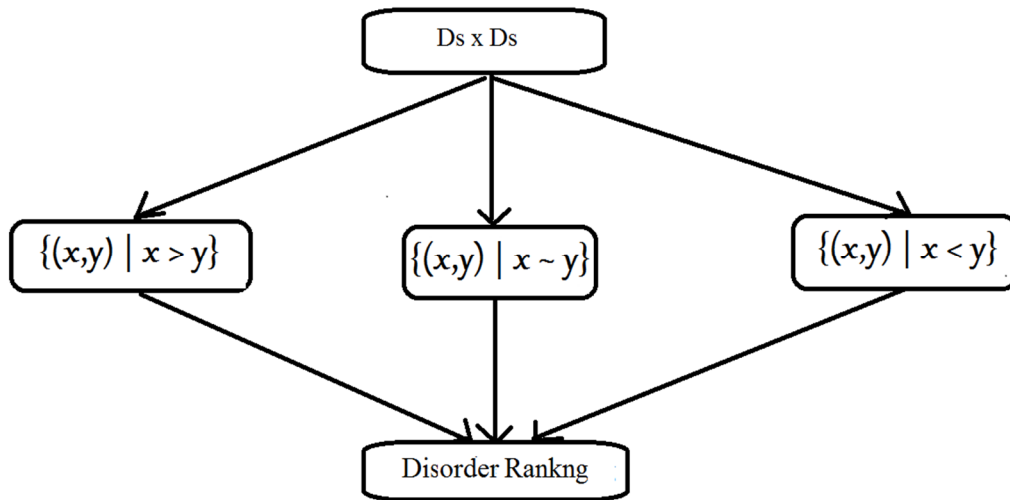 Ds x Ds
{(x,y) | x > y}
{(x,y) | x ~ y}
{(x,y) | x < y}
Disorder Rankng